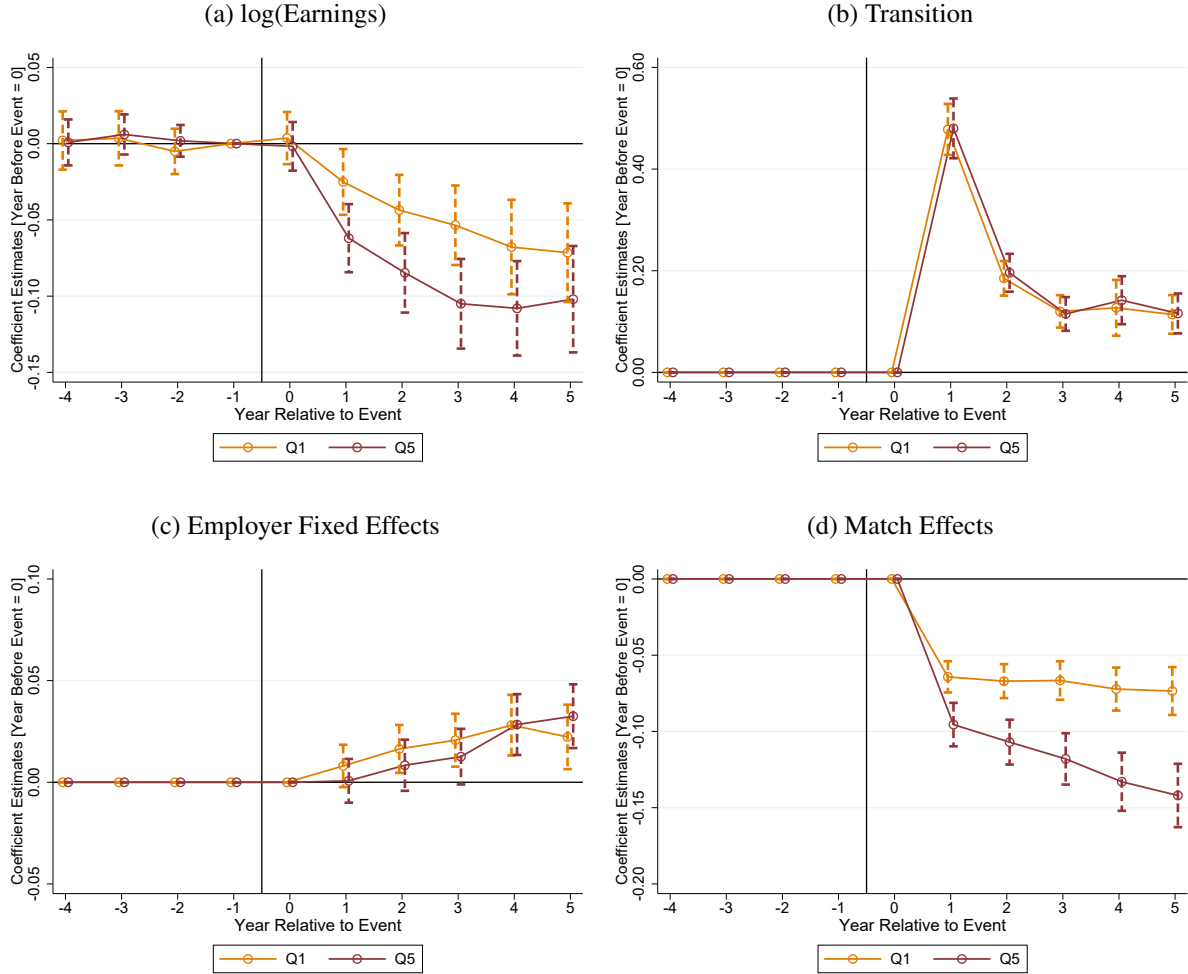 (a) log(Earnings)
Coefficient Estimates [Year Before Event = 0]
0.05
0.00
-0.05
-0.10
-0.15
-4 -3 -2 -1 0 1 2 3 4 5
Year Relative to Event
Q1 Q5
(b) Transition
Coefficient Estimates [Year Before Event = 0]
0.60
0.40
0.20
0.00
-4 -3 -2 -1 0 1 2 3 4 5
Year Relative to Event
Q1 Q5
(c) Employer Fixed Effects
Coefficient Estimates [Year Before Event = 0]
0.10
0.05
0.00
-0.05
-4 -3 -2 -1 0 1 2 3 4 5
Year Relative to Event
Q1 Q5
(d) Match Effects
Coefficient Estimates [Year Before Event = 0]
0.00
-0.05
-0.10
-0.15
-0.20
-4 -3 -2 -1 0 1 2 3 4 5
Year Relative to Event
Q1 Q5